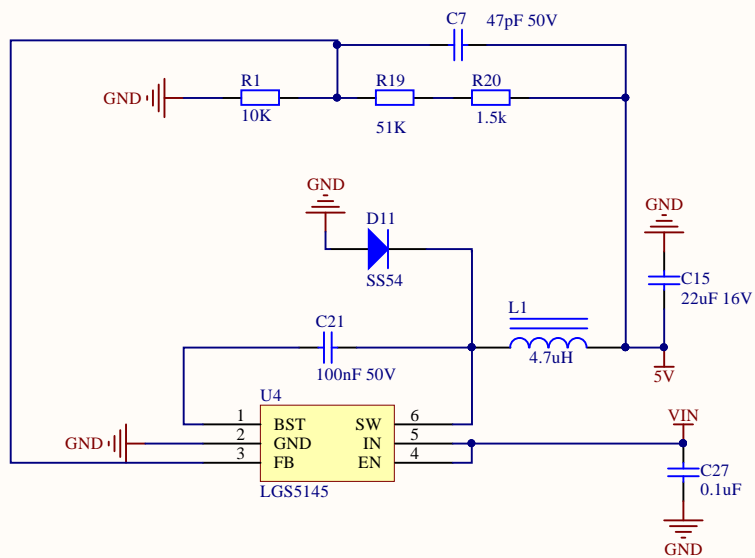 C7 47pF 50V
R1 R19 R20
GND
10K 51K 1.5k
GND
D11
SS54
GND
C15
22uF 16V
L1
4.7uH
5V
C21
100nF 50V
U4
1 BST SW 6
GND 2 GND IN 5
3 FB EN 4
LGS5145
VIN
C27
0.1uF
GND